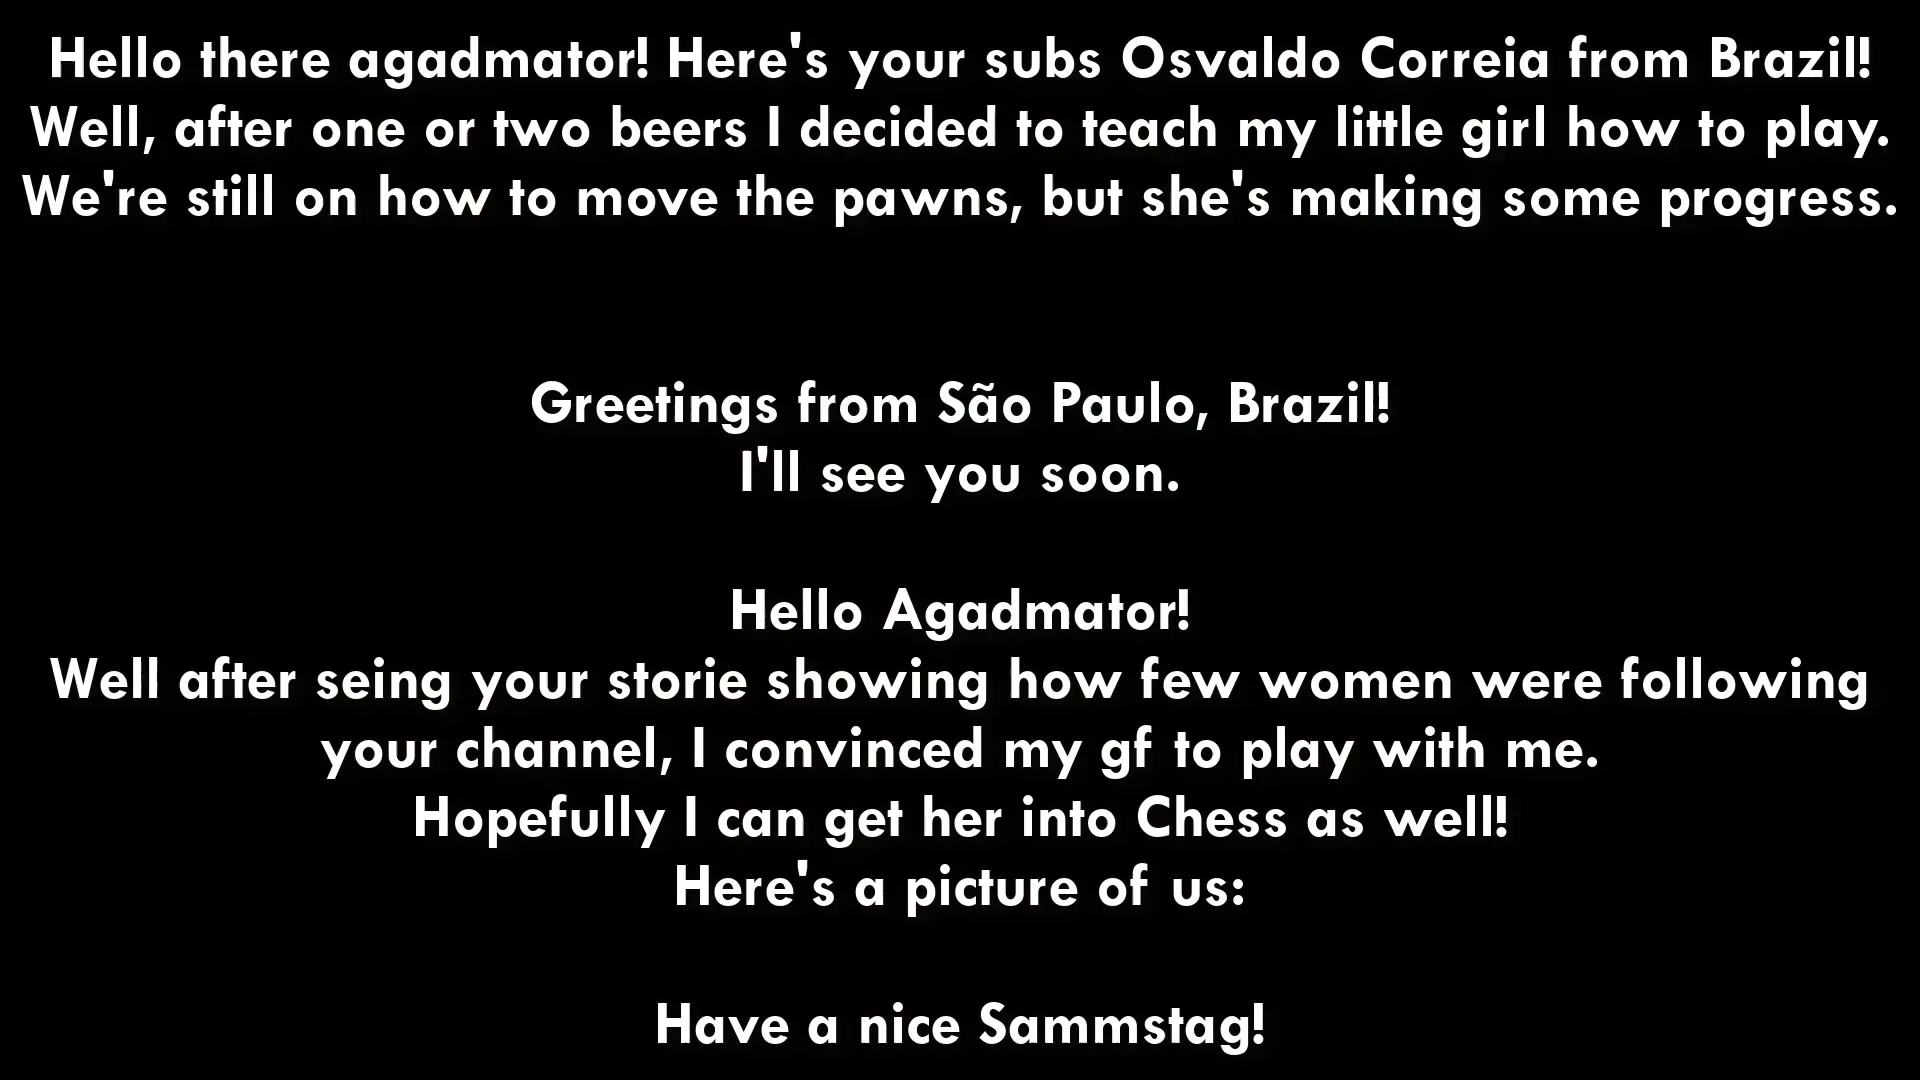 Hello there agadmator! Here's your subs Osvaldo Correia from Brazil!
Well, after one or two beers I decided to teach my little girl how to play.
We're still on how to move the pawns, but she's making some progress.
Greetings from São Paulo, Brazil!
I'll see you soon.
Hello Agadmator!
Well after seing your storie showing how few women were following
your channel, I convinced my gf to play with me.
Hopefully I can get her into Chess as well!
Here's a picture of us:
Have a nice Sammstag!